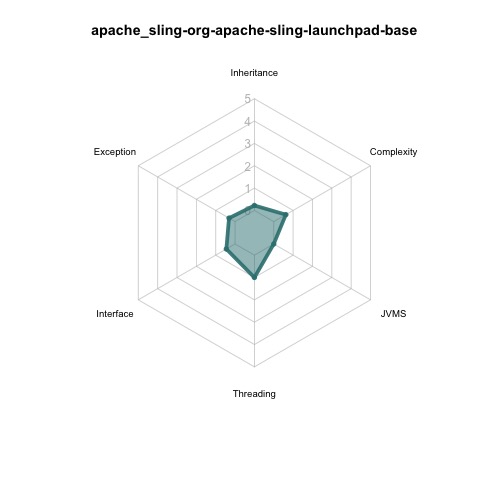 apache_sling-org-apache-sling-launchpad-base
Inheritance
5
4
3
2
1
0
Exception
Complexity
Interface
JVMS
Threading